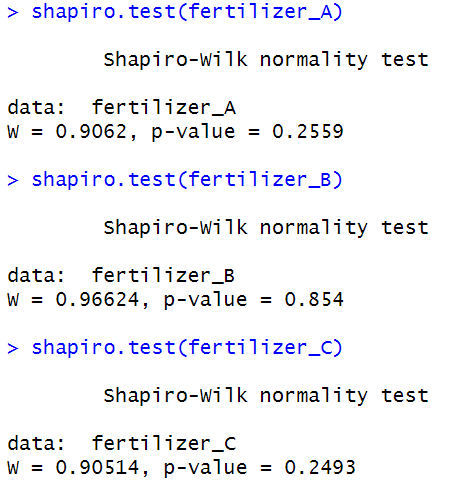 > shapiro.test(fertilizer_A)
Shapiro-Wilk normality test
data:  fertilizer_A
W = 0.9062, p-value = 0.2559
> shapiro.test(fertilizer_B)
Shapiro-Wilk normality test
data:  fertilizer_B
W = 0.96624, p-value = 0.854
> shapiro.test(fertilizer_C)
Shapiro-Wilk normality test
data:  fertilizer_C
W = 0.90514, p-value = 0.2493